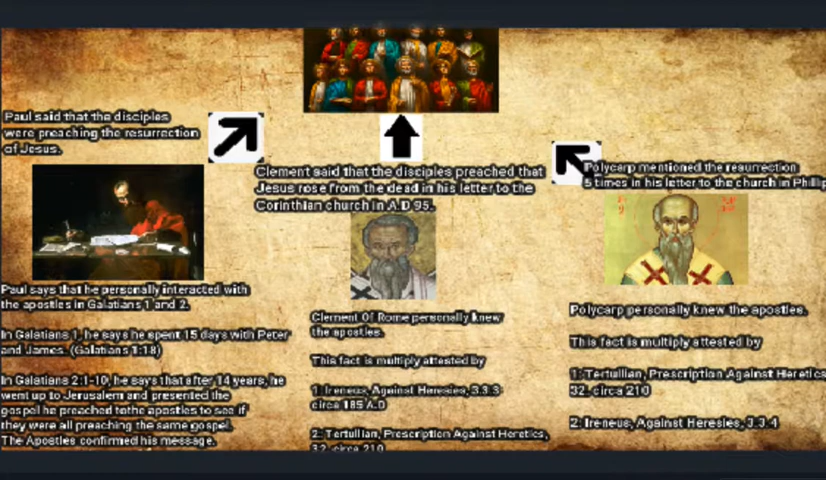 Paul said that the disciples
were preaching the resurrection
of Jesus.
Paul says that he personally interacted with
the apostles in Galatians 1 and 2.
In Galatians 1, he says he spent 15 days with Peter
and James. (Galatians 1:18)
In Galatians 2:1-10, he says that after 14 years, he
went up to Jerusalem and presented the
gospel he preached tothe apostles to see if
they were all preaching the same gospel.
The Apostles confirmed his message.
Clement said that the disciples preached that
Jesus rose from the dead in his letter to the
Corinthian church in A.D 95.
Clement Of Rome personally knew
the apostles.
This fact is multiply attested by
1: Ireneus, Against Heresies, 3.3.3
circa 185 A.D
2: Tertullian, Prescription Against Heretics,
32. circa 210
Polycarp mentioned the resurrection
5 times in his letter to the church in Phillip
Polycarp personally knew the apostles.
This fact is multiply attested by
1: Tertullian, Prescription Against Heretics
32. circa 210
2: Ireneus, Against Heresies, 3.3.4